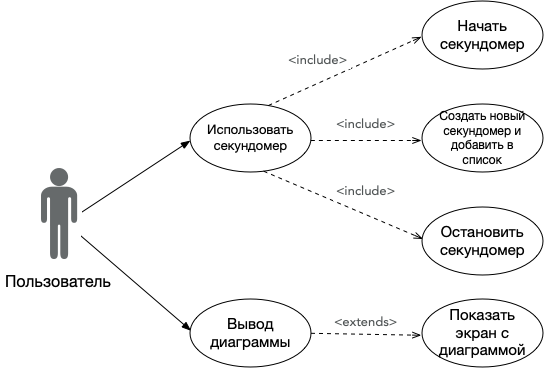 Начать
секундомер
<include>
Использовать
секундомер
<include>
Создать новый
секундомер и
добавить в
список
<include>
Остановить
секундомер
Пользователь
Вывод
диаграммы
<extends>
Показать
экран с
диаграммой